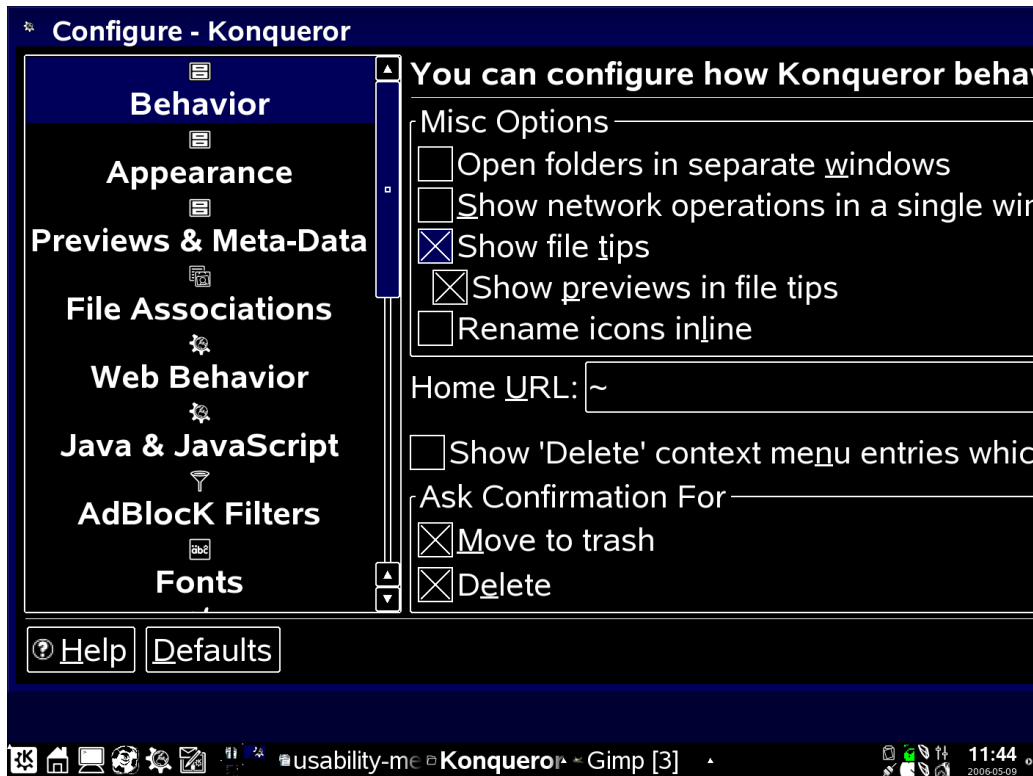 Configure - Konqueror
Behavior
Appearance
Previews & Meta-Data
File Associations
Web Behavior
Java & JavaScript
AdBlocK Filters
äbč
Fonts
You can configure how Konqueror behav
Misc Options
Open folders in separate windows
Show network operations in a single win
Show file tips
Show previews in file tips
Rename icons inline
Home URL: ~
Show 'Delete' context menu entries whic
Ask Confirmation For
Move to trash
Delete
Help
Defaults
usability-me
Konqueror
Gimp [3]
11:44
2006-05-09